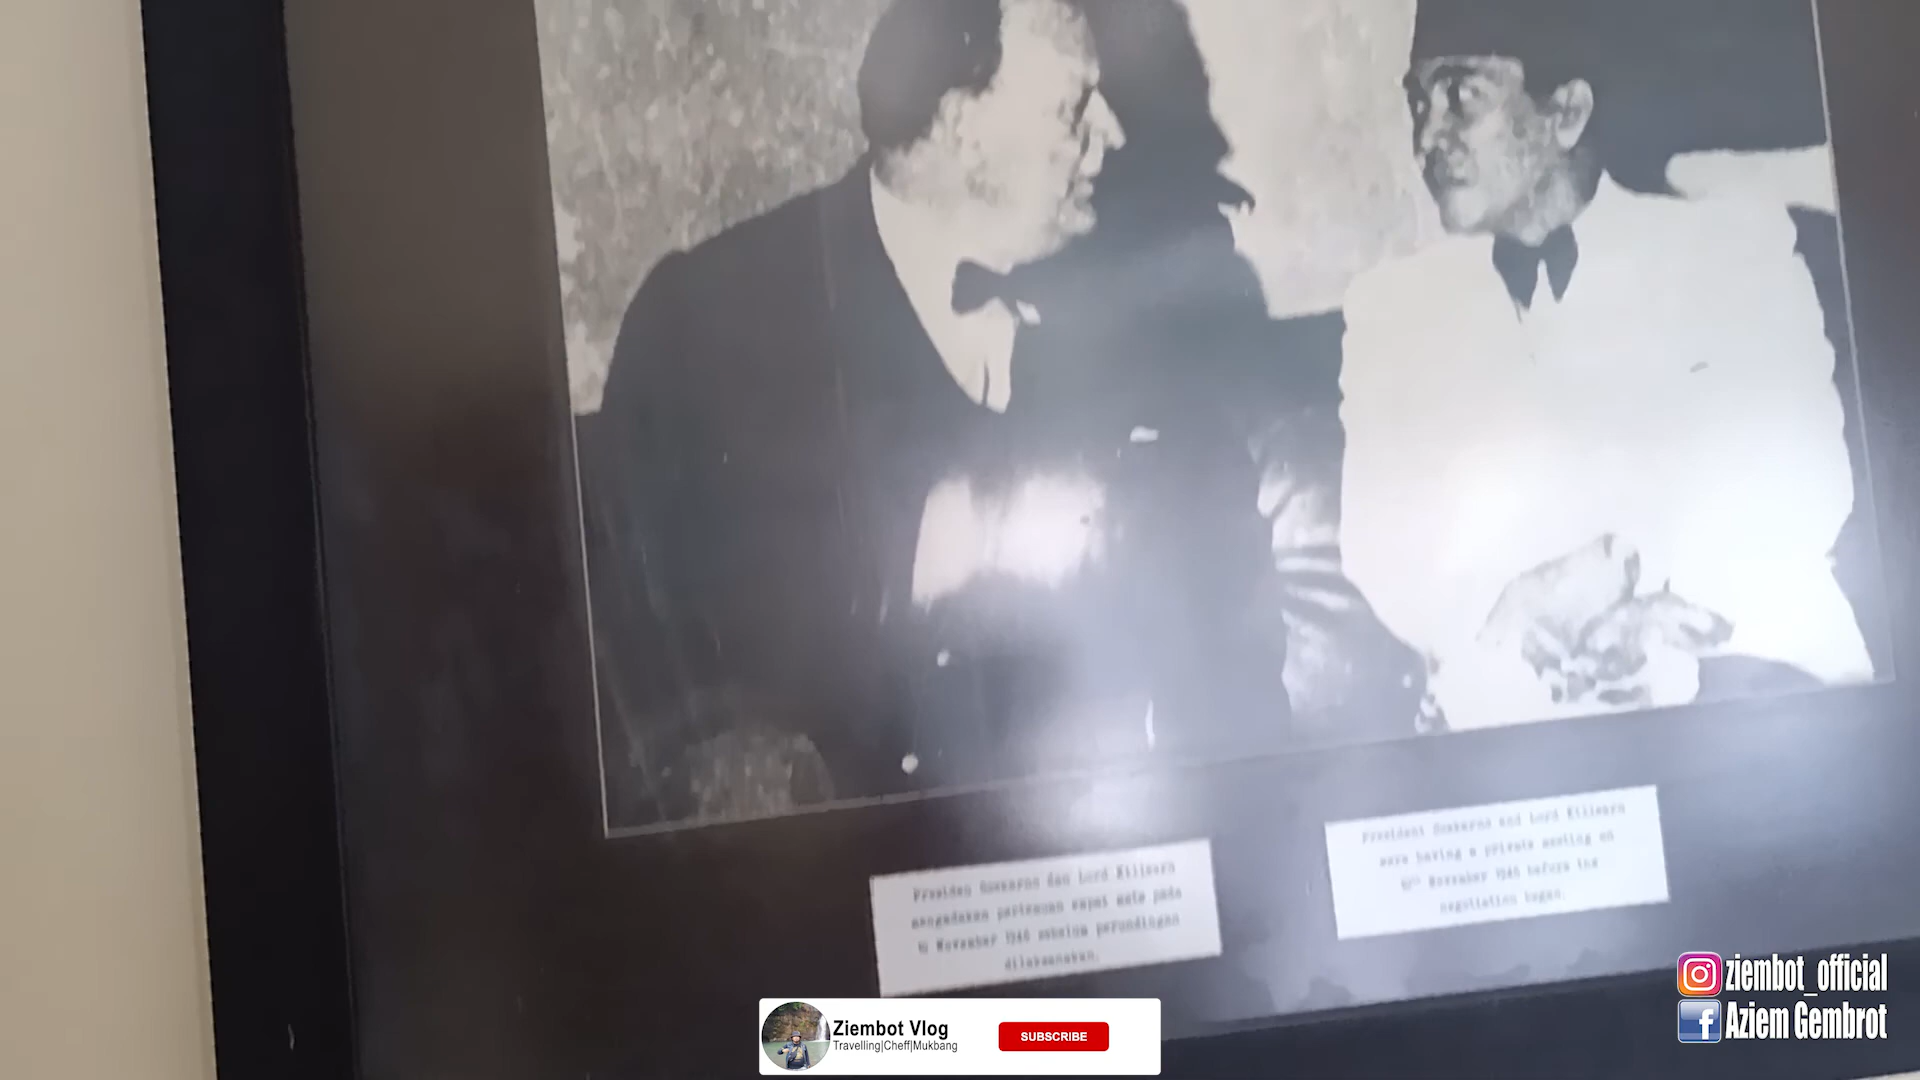 Presiden Soekarno dan Lord Killearn
mengadakan pertemuan empat mata pada
November 1946 sebelum perundingan
dilaksanakan.
President Soekarno and Lord Killearn
were having a private meeting on
November 1946 before the
negotiation began.
ziembot_official
Aziem Gembrot
Ziembot Vlog
Travelling|Cheff|Mukbang
SUBSCRIBE